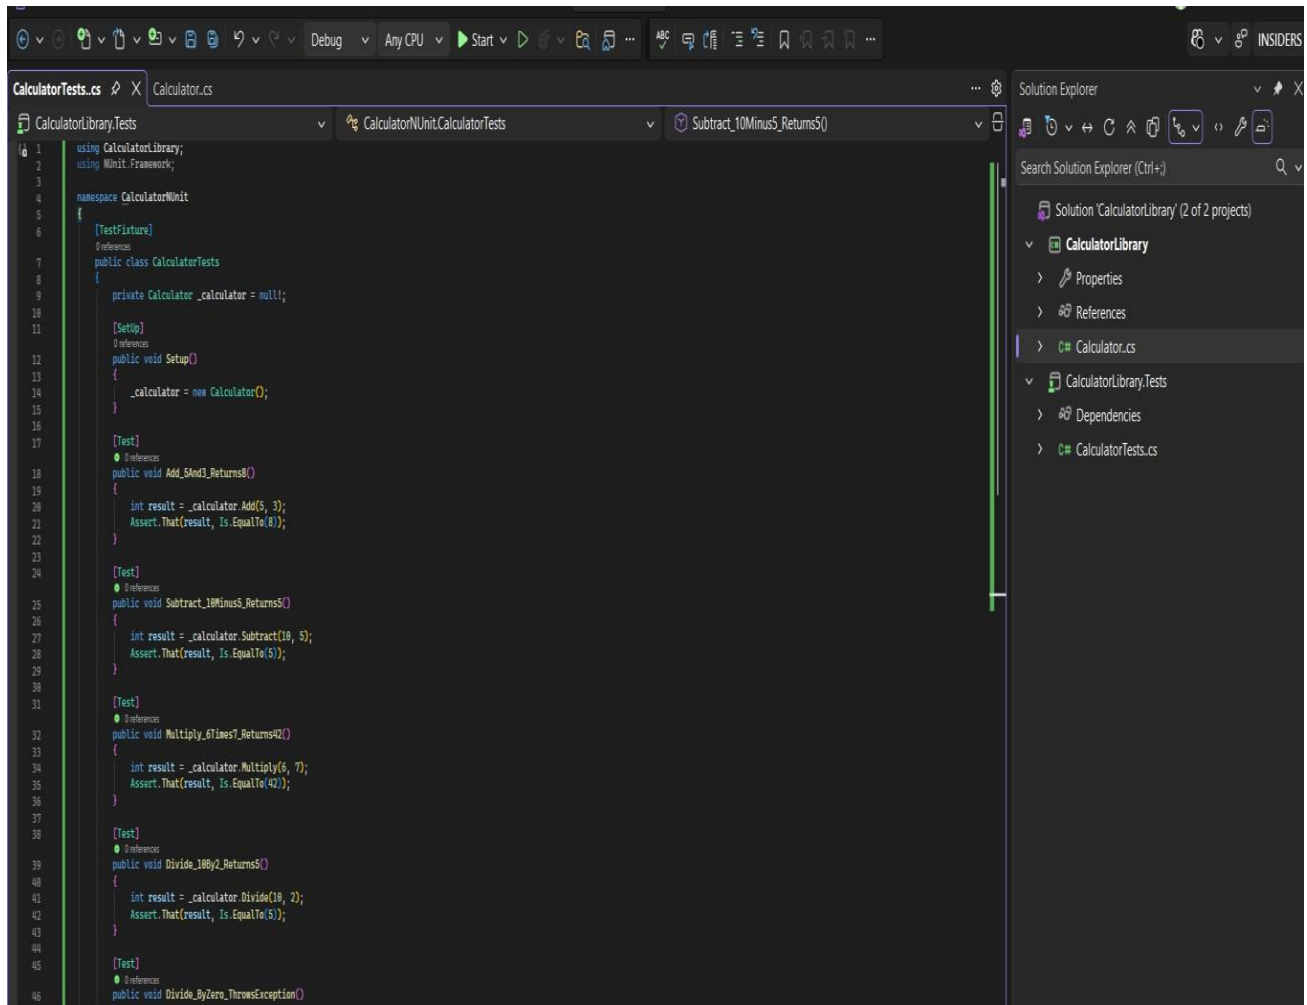 Debug
Any CPU
Start
ABC
INSIDERS
CalculatorTests..cs
Calculator..cs
CalculatorLibrary.Tests
CalculatorNUnit.CalculatorTests
Subtract_10Minus5_Returns5()
1 using CalculatorLibrary;
2 using NUnit.Framework;
3
4 namespace CalculatorNUnit
5 {
6 [TestFixture]
0 references
7 public class CalculatorTests
8 {
9 private Calculator _calculator = null!;
10
11 [SetUp]
0 references
12 public void Setup()
13 {
14 _calculator = new Calculator();
15 }
16
17 [Test]
0 references
18 public void Add_5And3_Returns8()
19 {
20 int result = _calculator.Add(5, 3);
21 Assert.That(result, Is.EqualTo(8));
22 }
23
24 [Test]
0 references
25 public void Subtract_10Minus5_Returns5()
26 {
27 int result = _calculator.Subtract(10, 5);
28 Assert.That(result, Is.EqualTo(5));
29 }
30
31 [Test]
0 references
32 public void Multiply_6Times7_Returns42()
33 {
34 int result = _calculator.Multiply(6, 7);
35 Assert.That(result, Is.EqualTo(42));
36 }
37
38 [Test]
0 references
39 public void Divide_10By2_Returns5()
40 {
41 int result = _calculator.Divide(10, 2);
42 Assert.That(result, Is.EqualTo(5));
43 }
44
45 [Test]
0 references
46 public void Divide_ByZero_ThrowsException()
Solution Explorer
Search Solution Explorer (Ctrl+;)
Solution 'CalculatorLibrary' (2 of 2 projects)
CalculatorLibrary
Properties
References
C# Calculator..cs
CalculatorLibrary.Tests
Dependencies
C# CalculatorTests..cs